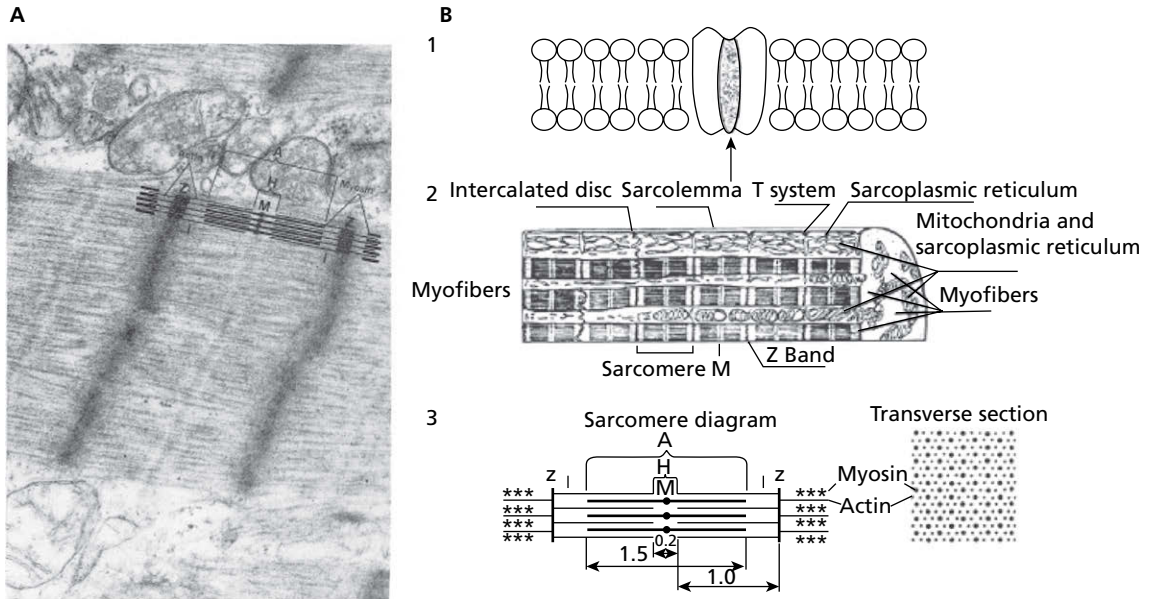 A
B
1
A
H
Myosin
Z
M
I
2
Intercalated disc
Sarcolemma
T system
Sarcoplasmic reticulum
Mitochondria and
sarcoplasmic reticulum
Myofibers
Myofibers
Sarcomere
M
Z Band
3
Sarcomere diagram
Transverse section
A
H
Z
I
M
I
Z
Myosin
Actin
***
***
***
***
***
***
***
***
0.2
1.5
1.0